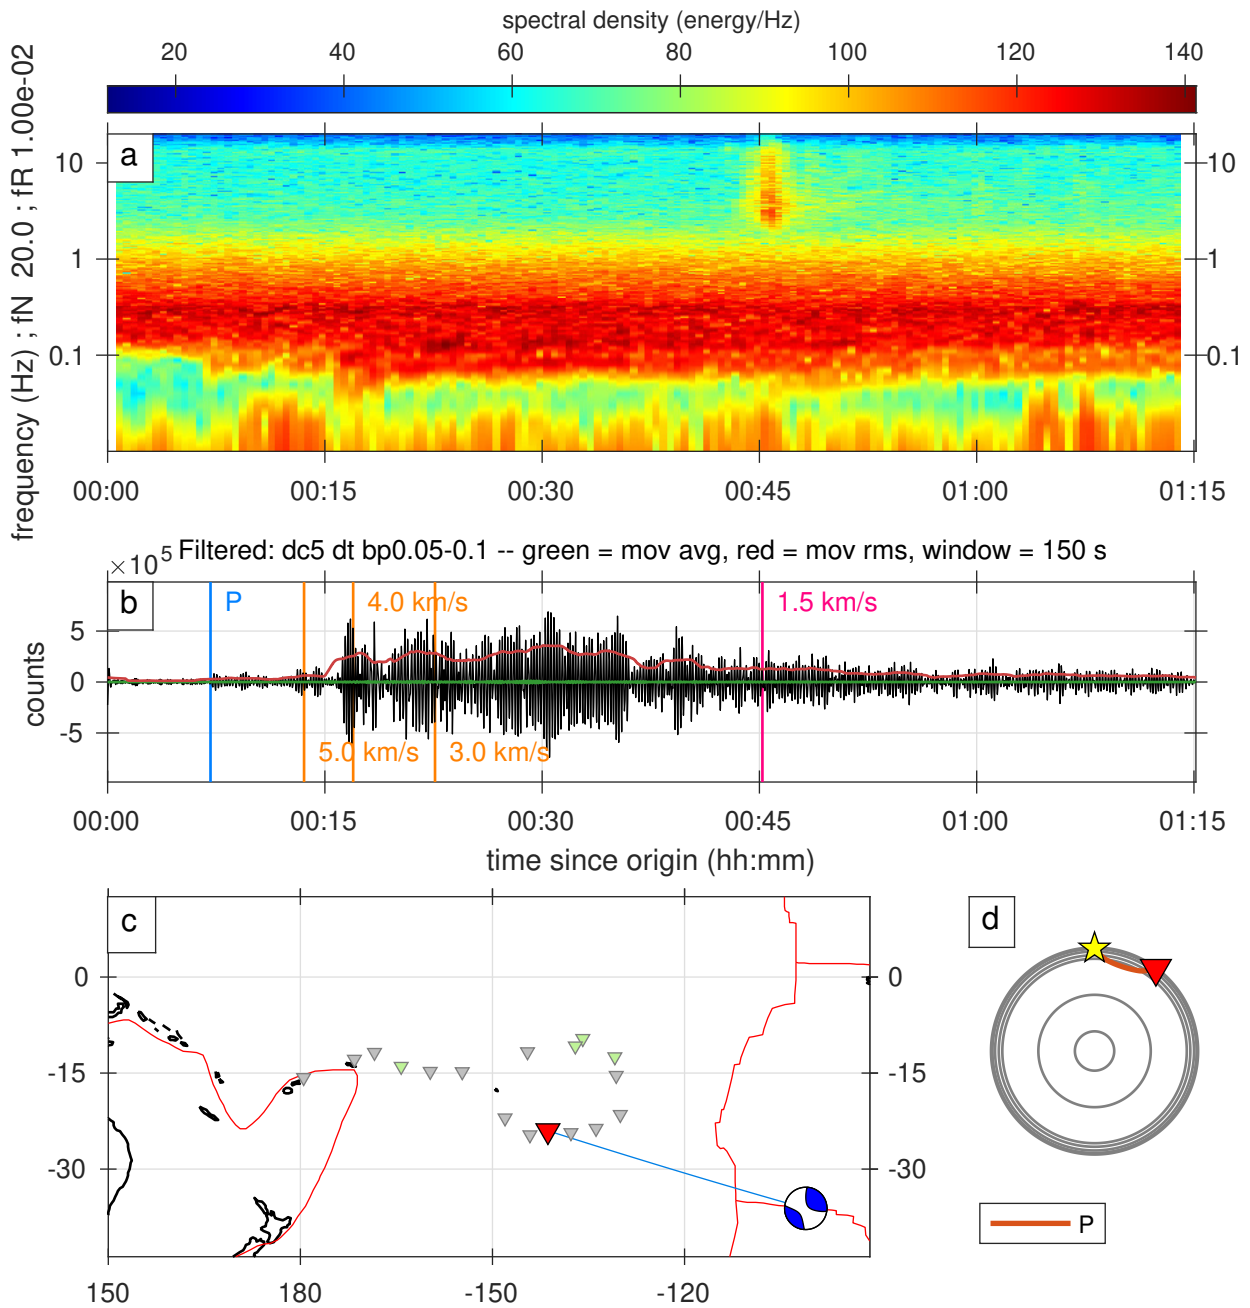 spectral density (energy/Hz)
20 40 60 80 100 120 140
frequency (Hz) ; fN 20.0 ; fR 1.00e-02
a
10 10
1 1
0.1 0.1
00:00 00:15 00:30 00:45 01:00 01:15
×10^5 Filtered: dc5 dt bp0.05-0.1 -- green = mov avg, red = mov rms, window = 150 s
b
P 4.0 km/s 1.5 km/s
counts
5
0
-5
5.0 km/s 3.0 km/s
00:00 00:15 00:30 00:45 01:00 01:15
time since origin (hh:mm)
c
d
0 0
-15 -15
-30 -30
P
150 180 -150 -120